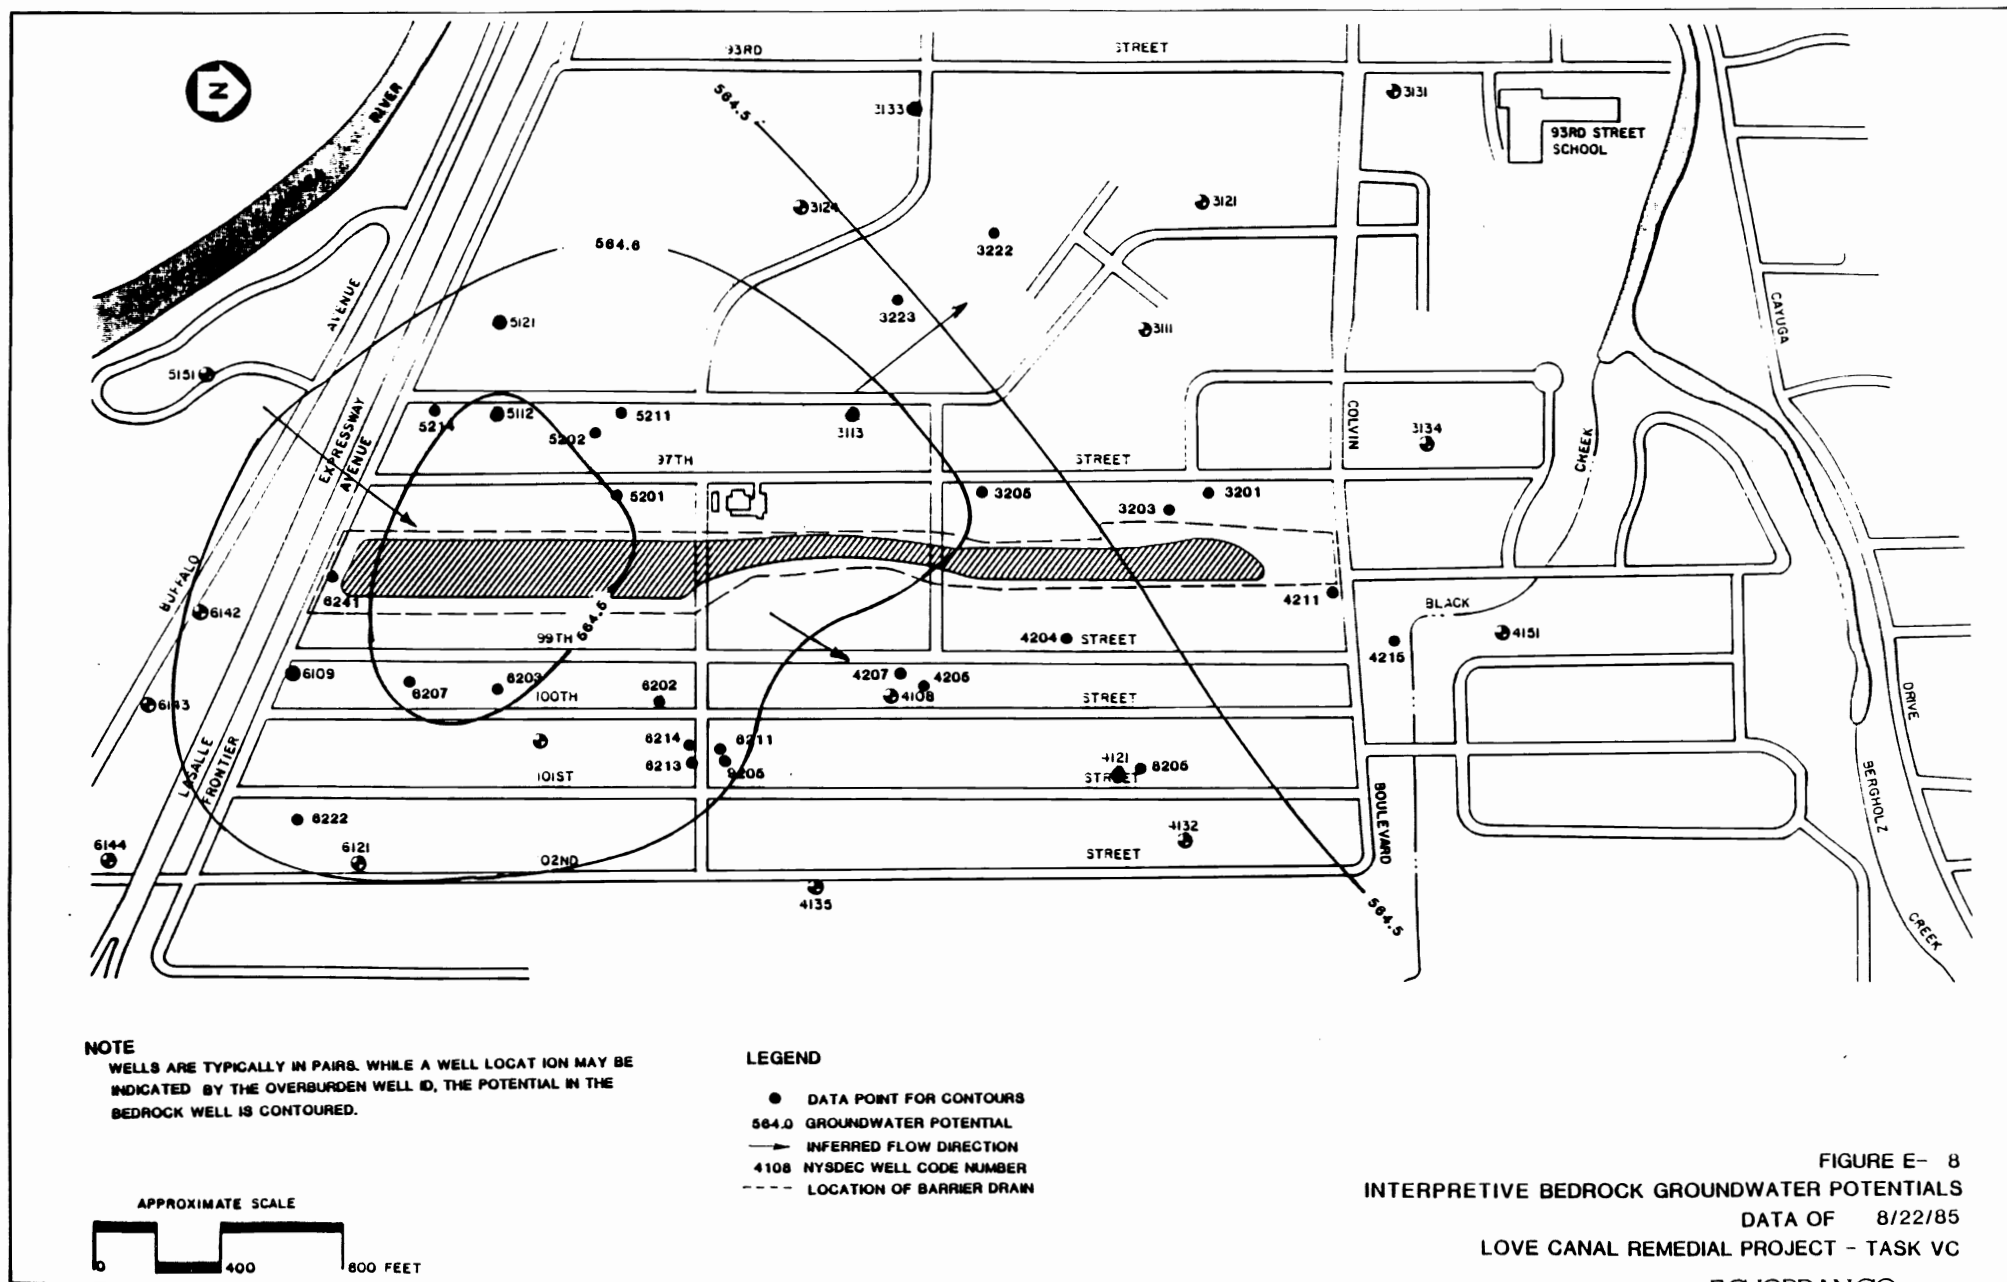 93RD STREET
N
RIVER
564.5
3133
3131
93RD STREET
SCHOOL
3124
3121
564.6
3222
AVENUE
3223
5121
3111
CAYUGA
5151
5214
5112
5211
5202
3113
COLVIN
3134
EXPRESSWAY
AVENUE
97TH STREET
CREEK
5201
3205
3201
3203
BUFFALO
6241
4211
BLACK
6142
564.6
99TH STREET
4204
4151
4215
6109
6207
6203
6202
4207
4205
4108
100TH STREET
DRIVE
6143
LASALLE
FRONTIER
6214
6211
6213
6205
4121
8205
101ST STREET
BERGHOLZ
BOULEVARD
6222
4132
6144
6121
02ND STREET
4135
564.5
CREEK
NOTE
WELLS ARE TYPICALLY IN PAIRS. WHILE A WELL LOCAT ION MAY BE
INDICATED BY THE OVERBURDEN WELL ID, THE POTENTIAL IN THE
BEDROCK WELL IS CONTOURED.
LEGEND
DATA POINT FOR CONTOURS
564.0 GROUNDWATER POTENTIAL
INFERRED FLOW DIRECTION
4108 NYSDEC WELL CODE NUMBER
LOCATION OF BARRIER DRAIN
APPROXIMATE SCALE
0 400 800 FEET
FIGURE E- 8
INTERPRETIVE BEDROCK GROUNDWATER POTENTIALS
DATA OF 8/22/85
LOVE CANAL REMEDIAL PROJECT - TASK VC